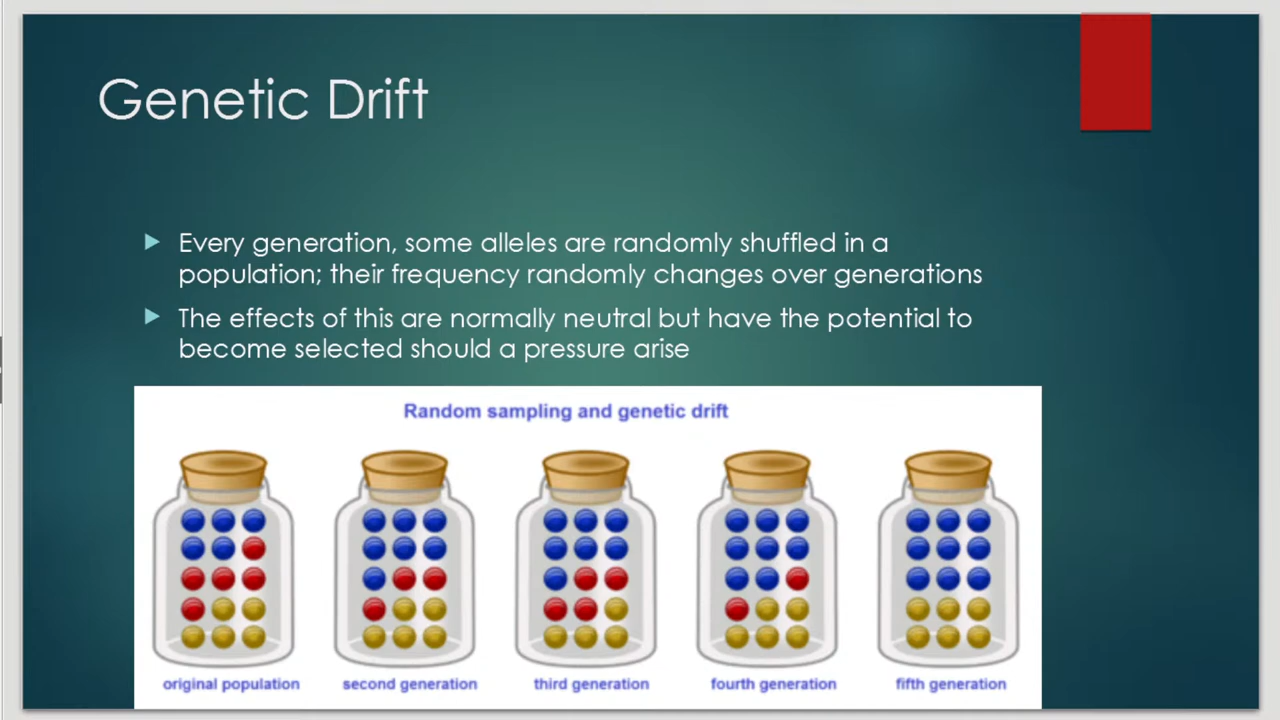 Genetic Drift
Every generation, some alleles are randomly shuffled in a
population; their frequency randomly changes over generations
The effects of this are normally neutral but have the potential to
become selected should a pressure arise
Random sampling and genetic drift
original population
second generation
third generation
fourth generation
fifth generation